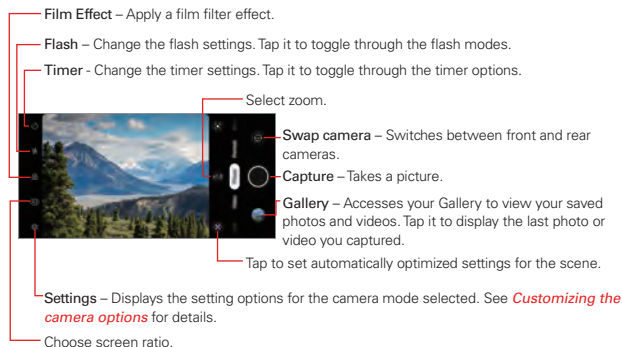 Film Effect – Apply a film filter effect.
Flash – Change the flash settings. Tap it to toggle through the flash modes.
Timer - Change the timer settings. Tap it to toggle through the timer options.
Select zoom.
Swap camera – Switches between front and rear
cameras.
Capture – Takes a picture.
Gallery – Accesses your Gallery to view your saved
photos and videos. Tap it to display the last photo or
video you captured.
Tap to set automatically optimized settings for the scene.
Settings – Displays the setting options for the camera mode selected. See Customizing the
camera options for details.
Choose screen ratio.